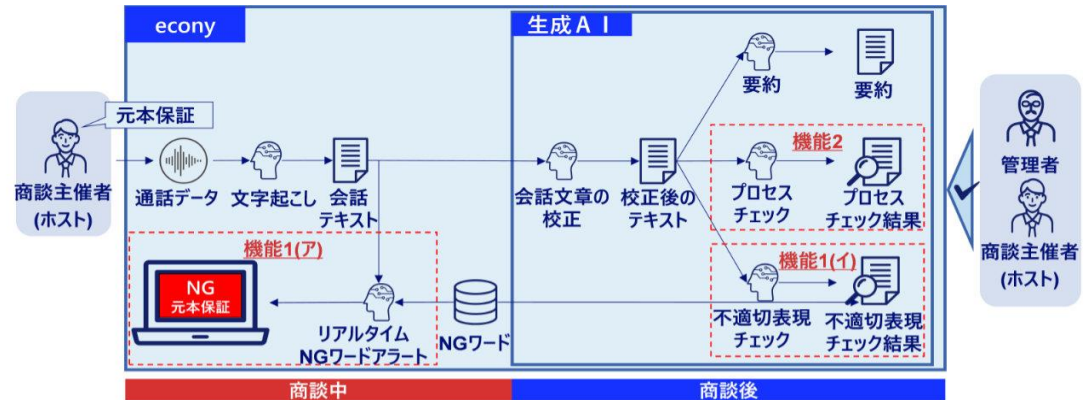 econy
生成AI
元本保証
商談主催者
(ホスト)
通話データ
文字起こし
会話
テキスト
会話文章の
校正
校正後の
テキスト
要約
要約
機能2
プロセス
チェック
プロセス
チェック結果
機能1(ア)
NG
元本保証
リアルタイム
NGワードアラート
NGワード
機能1(イ)
不適切表現
チェック
不適切表現
チェック結果
管理者
商談主催者
(ホスト)
商談中
商談後